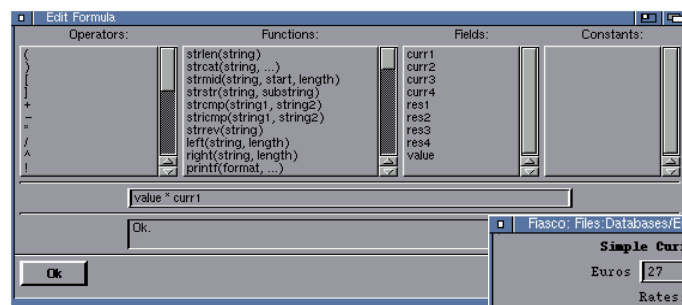 Edit Formula
Operators: Functions: Fields: Constants:
(
)
[
]
+
–
*
/
^
!
strlen(string)
strcat(string, ...)
strmid(string, start, length)
strstr(string, substring)
strcmp(string1, string2)
stricmp(string1, string2)
strrev(string)
left(string, length)
right(string, length)
printf(format, ...)
curr1
curr2
curr3
curr4
res1
res2
res3
res4
value
value * curr1
Ok.
Ok
Fiasco: Files:Databases/E
Simple Cur
Euros 27
Rates